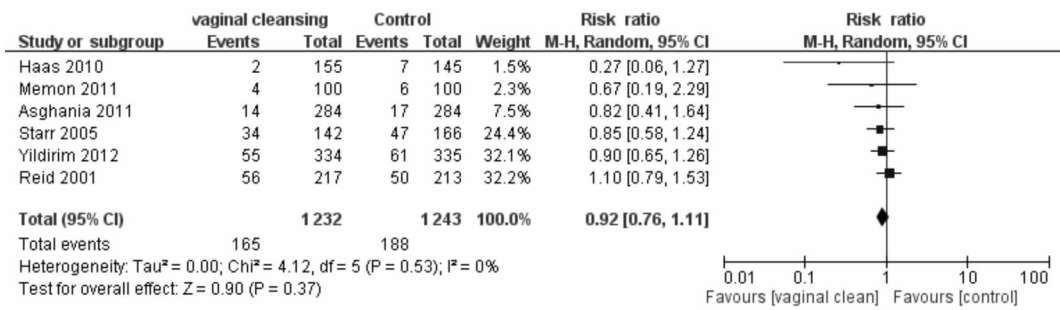 vaginal cleansing Control Risk ratio Risk ratio
Study or subgroup Events Total Events Total Weight M-H, Random, 95% CI M-H, Random, 95% CI
Haas 2010 2 155 7 145 1.5% 0.27 [0.06, 1.27]
Memon 2011 4 100 6 100 2.3% 0.67 [0.19, 2.29]
Asghania 2011 14 284 17 284 7.5% 0.82 [0.41, 1.64]
Starr 2005 34 142 47 166 24.4% 0.85 [0.58, 1.24]
Yildirim 2012 55 334 61 335 32.1% 0.90 [0.65, 1.26]
Reid 2001 56 217 50 213 32.2% 1.10 [0.79, 1.53]
Total (95% CI) 1232 1243 100.0% 0.92 [0.76, 1.11]
Total events 165 188
Heterogeneity: Tau² = 0.00; Chi² = 4.12, df = 5 (P = 0.53); I² = 0%
Test for overall effect: Z = 0.90 (P = 0.37)
0.01 0.1 1 10 100
Favours [vaginal clean] Favours [control]